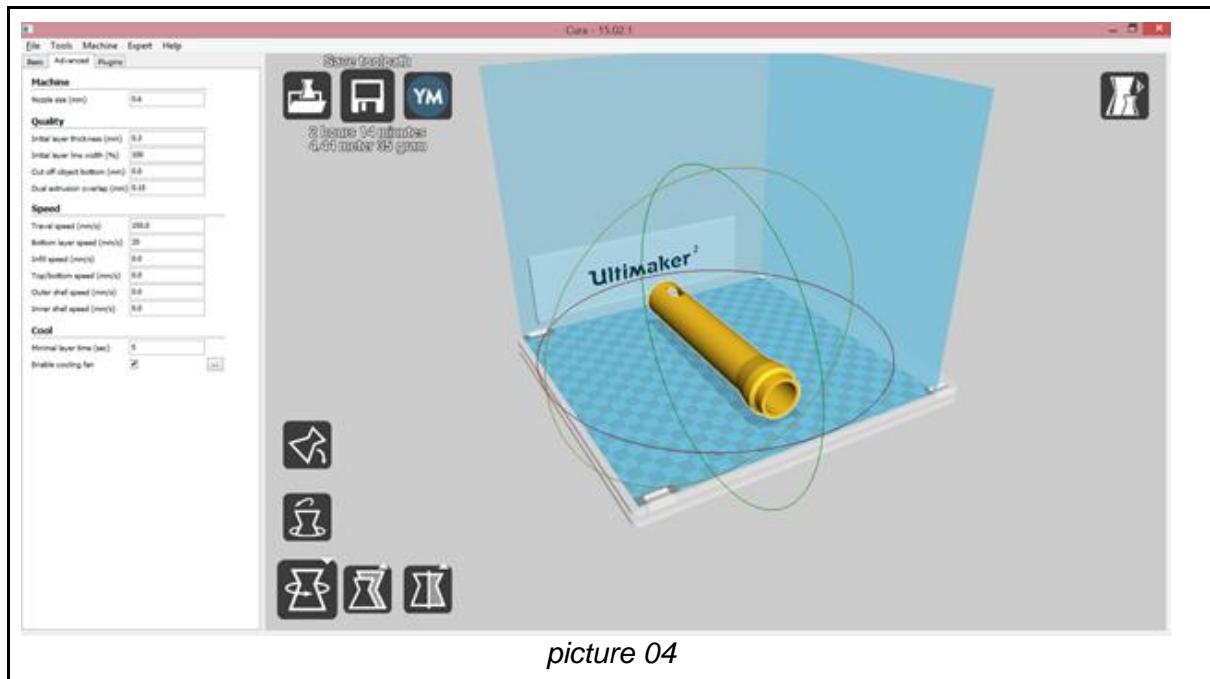 Cura - 15.02.1
File Tools Machine Expert Help
Basic Advanced Plugins
Machine
Nozzle size (mm) 0.4
Quality
Initial layer thickness (mm) 0.3
Initial layer line width (%) 100
Cut off object bottom (mm) 0.0
Dual extrusion overlap (mm) 0.15
Speed
Travel speed (mm/s) 150.0
Bottom layer speed (mm/s) 20
Infill speed (mm/s) 0.0
Top/bottom speed (mm/s) 0.0
Outer shell speed (mm/s) 0.0
Inner shell speed (mm/s) 0.0
Cool
Minimal layer time (sec) 5
Enable cooling fan ...
Save toolpath
YM
2 hours 14 minutes
4.44 meter 35 gram
Ultimaker²
picture 04